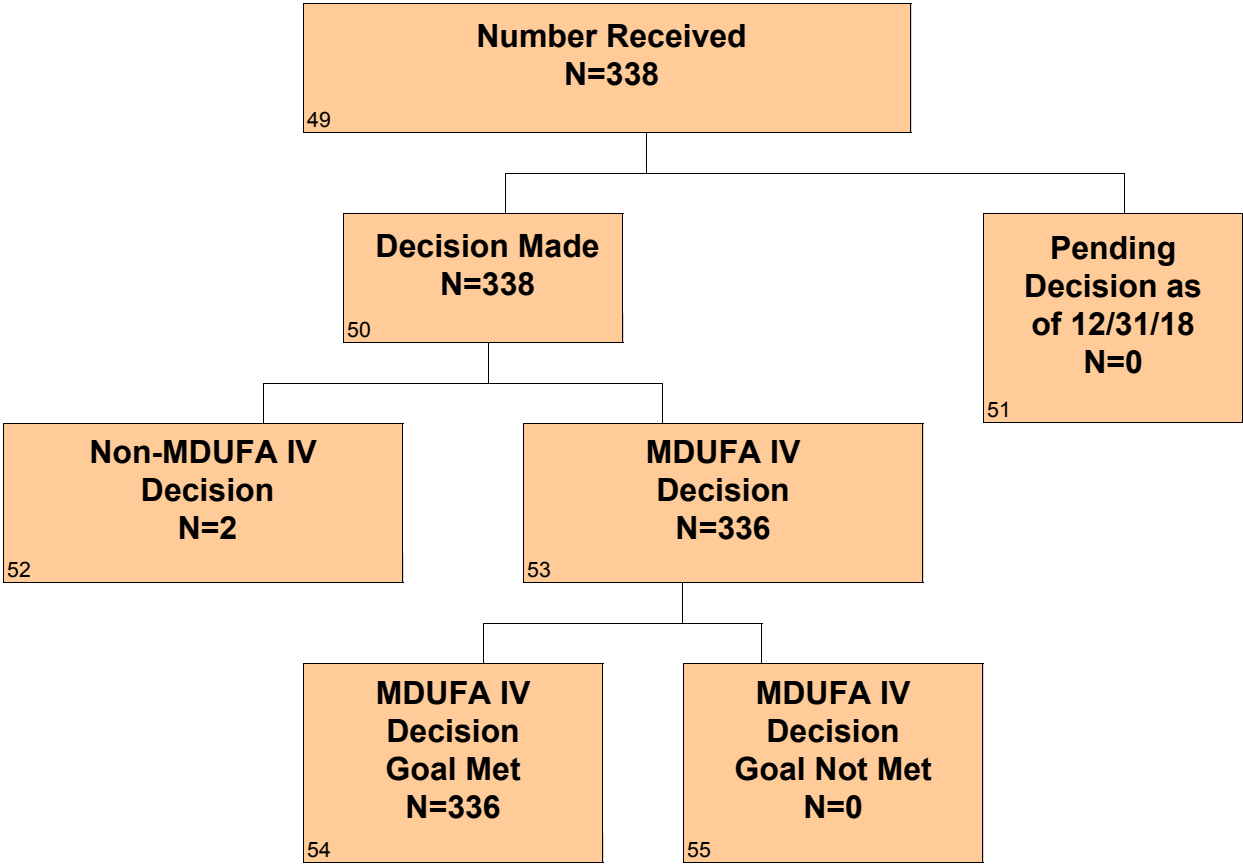 Number Received
N=338
49
Decision Made
N=338
50
Pending
Decision as
of 12/31/18
N=0
51
Non-MDUFA IV
Decision
N=2
52
MDUFA IV
Decision
N=336
53
MDUFA IV
Decision
Goal Met
N=336
54
MDUFA IV
Decision
Goal Not Met
N=0
55